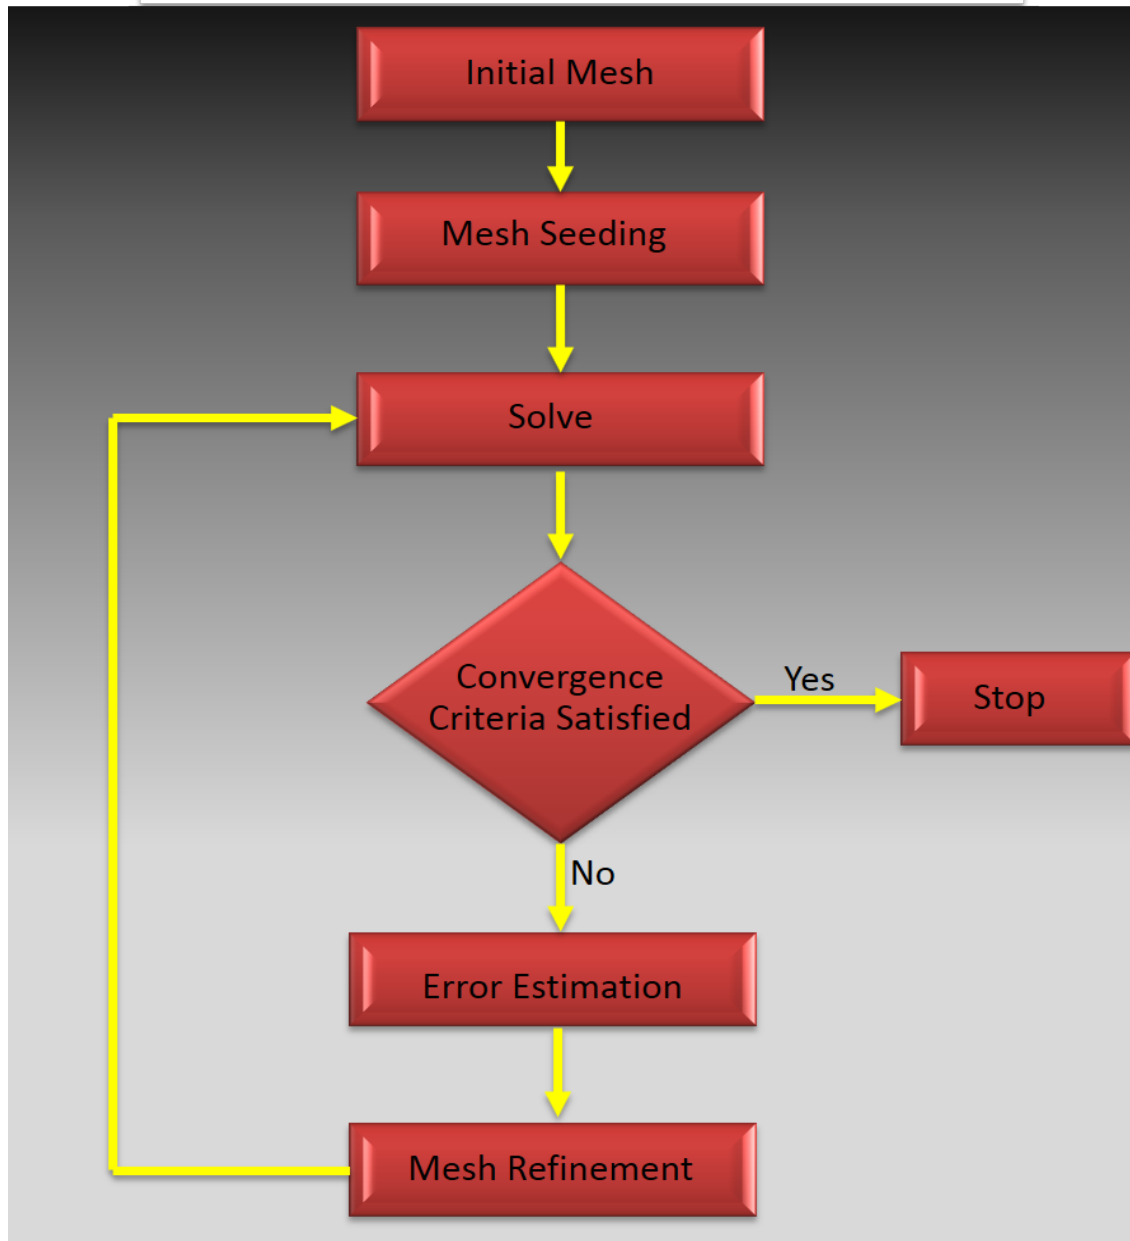 Initial Mesh
Mesh Seeding
Solve
Convergence
Criteria Satisfied
Yes
Stop
No
Error Estimation
Mesh Refinement